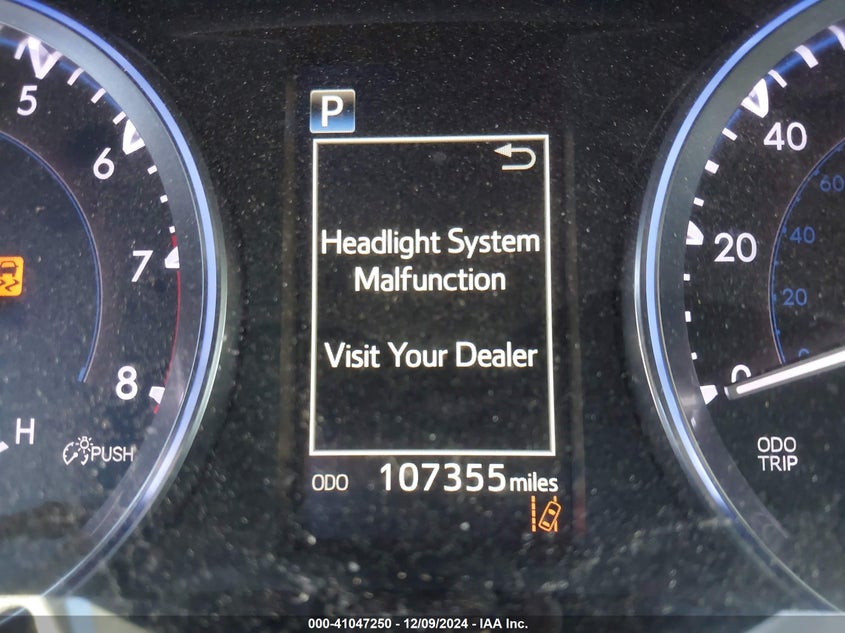 5
6
7
8
H
PUSH
P
Headlight System
Malfunction
Visit Your Dealer
ODO 107355 miles
40
20
0
60
40
20
0
ODO
TRIP
000-41047250 - 12/09/2024 - IAA Inc.